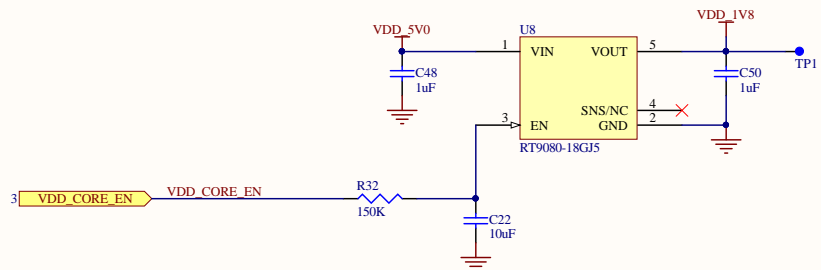 VDD_1V8
VDD_5V0
U8
1
VIN
VOUT
5
TP1
C48
1uF
C50
1uF
SNS/NC
4
3
EN
GND
2
RT9080-18GJ5
3
VDD_CORE_EN
VDD_CORE_EN
R32
150K
C22
10uF